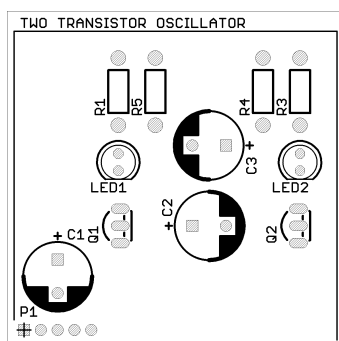 TWO TRANSISTOR OSCILLATOR
R1
R5
R4
R3
+
C3
LED1
LED2
C2
+
Q1
Q2
+ C1
P1